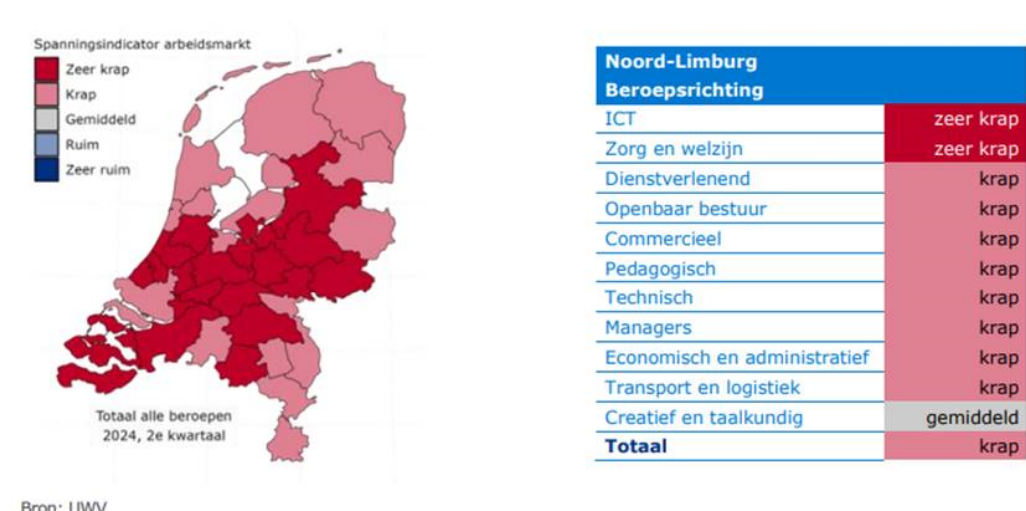 Spanningsindicator arbeidsmarkt
Zeer krap
Krap
Gemiddeld
Ruim
Zeer ruim
Totaal alle beroepen
2024, 2e kwartaal
Noord-Limburg
Beroepsrichting
ICT zeer krap
Zorg en welzijn zeer krap
Dienstverlenend krap
Openbaar bestuur krap
Commercieel krap
Pedagogisch krap
Technisch krap
Managers krap
Economisch en administratief krap
Transport en logistiek krap
Creatief en taalkundig gemiddeld
Totaal krap
Bron: UWV